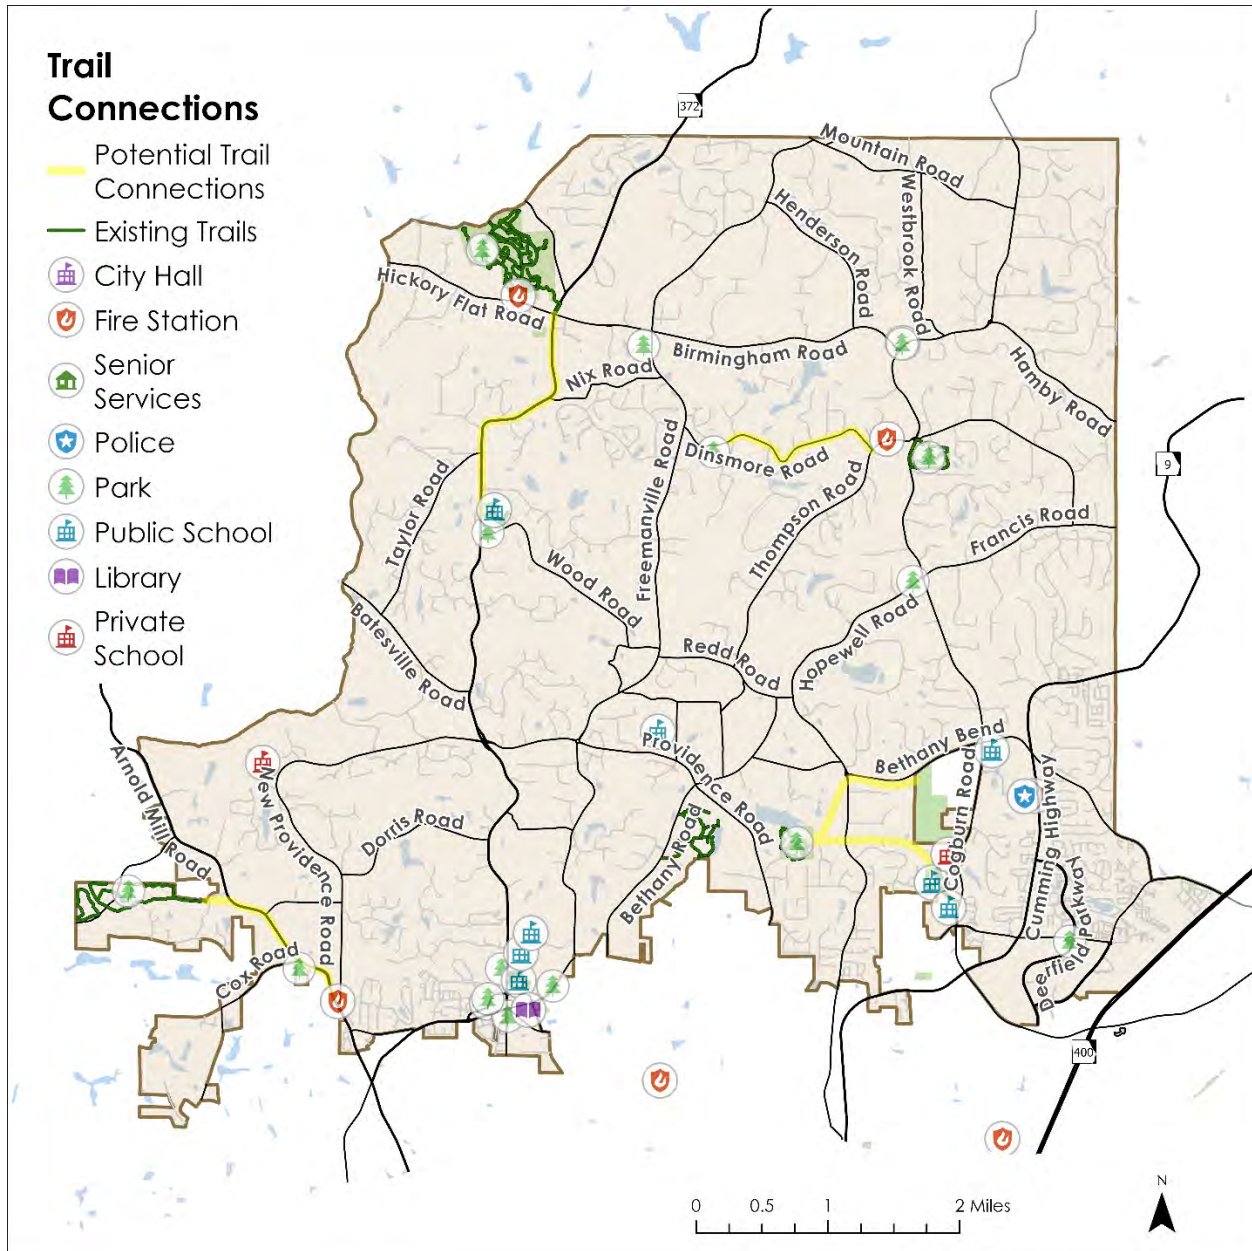 Trail
Connections
Potential Trail
Connections
Existing Trails
City Hall
Fire Station
Senior
Services
Police
Park
Public School
Library
Private
School
372
Mountain Road
Westbrook Road
Henderson Road
Hickory Flat Road
Birmingham Road
Nix Road
Hamby Road
9
Dinsmore Road
Freemanville Road
Taylor Road
Thompson Road
Francis Road
Wood Road
Batesville Road
Hopewell Road
Redd Road
Bethany Bend
Providence Road
Arnold Mill Road
New Providence Road
Dorris Road
Bethany Road
Cogburn Road
Cumming Highway
Deerfield Parkway
Cox Road
400
N
0 0.5 1 2 Miles